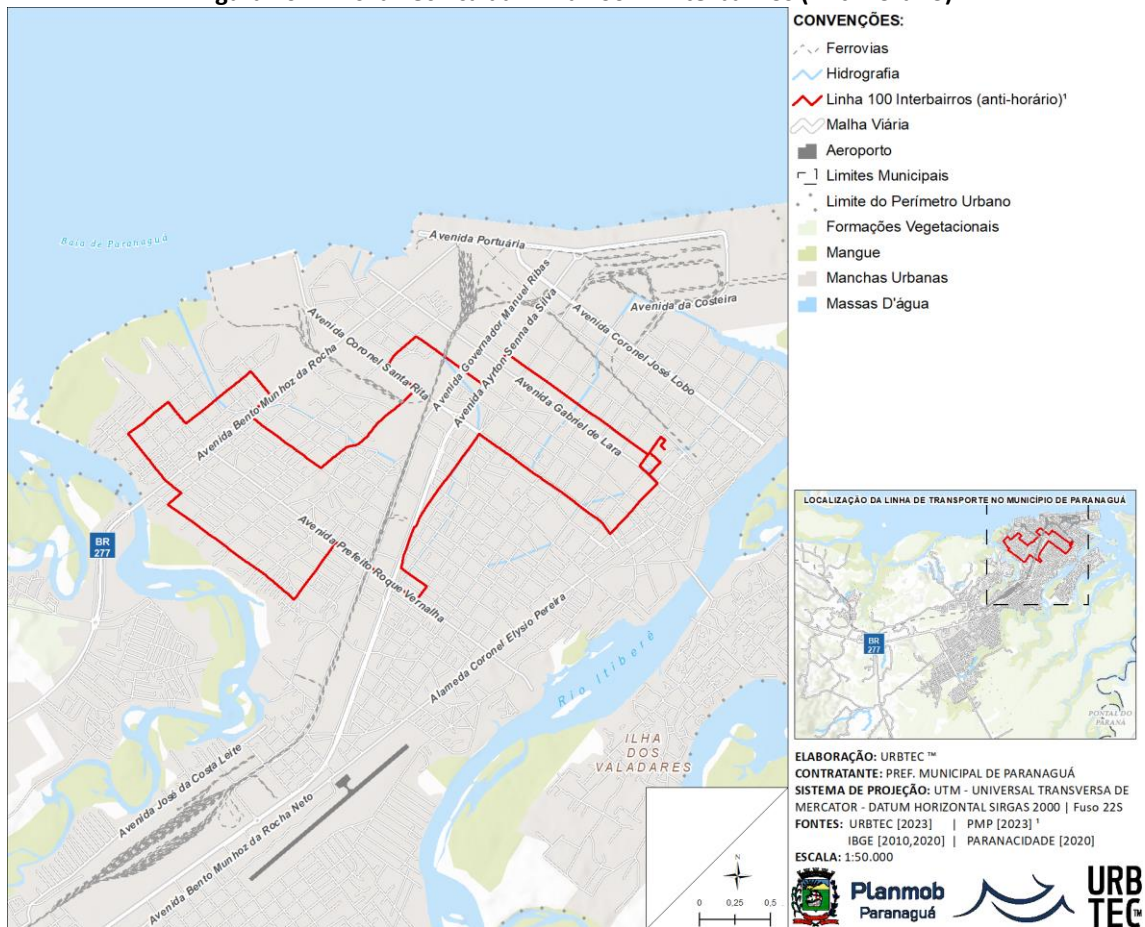 CONVENÇÕES:
Ferrovias
Hidrografia
Linha 100 Interbairros (anti-horário)¹
Malha Viária
Aeroporto
Limites Municipais
Limite do Perímetro Urbano
Formações Vegetacionais
Mangue
Manchas Urbanas
Massas D'água
Baía de Paranaguá
Avenida Portuária
Avenida da Costeira
Avenida Governador Manuel Ribas
Avenida Ayrton Senna da Silva
Avenida Coronel José Lobo
Avenida Coronel Santa Rita
Avenida Bento Munhoz da Rocha
Avenida Gabriel de Lara
BR
277
Avenida Prefeito Roque Vernalha
Alameda Coronel Elysio Pereira
Rio Itiberê
ILHA
DOS
VALADARES
Avenida José da Costa Leite
Avenida Bento Munhoz da Rocha Neto
N
0 0,25 0,5
LOCALIZAÇÃO DA LINHA DE TRANSPORTE NO MUNICÍPIO DE PARANAGUÁ
BR
277
PONTAL DO
PARANÁ
ELABORAÇÃO: URBTEC ™
CONTRATANTE: PREF. MUNICIPAL DE PARANAGUÁ
SISTEMA DE PROJEÇÃO: UTM - UNIVERSAL TRANSVERSA DE
MERCATOR - DATUM HORIZONTAL SIRGAS 2000 | Fuso 22S
FONTES: URBTEC [2023] | PMP [2023] ¹
IBGE [2010,2020] | PARANACIDADE [2020]
ESCALA: 1:50.000
Planmob
Paranaguá
URB
TEC™